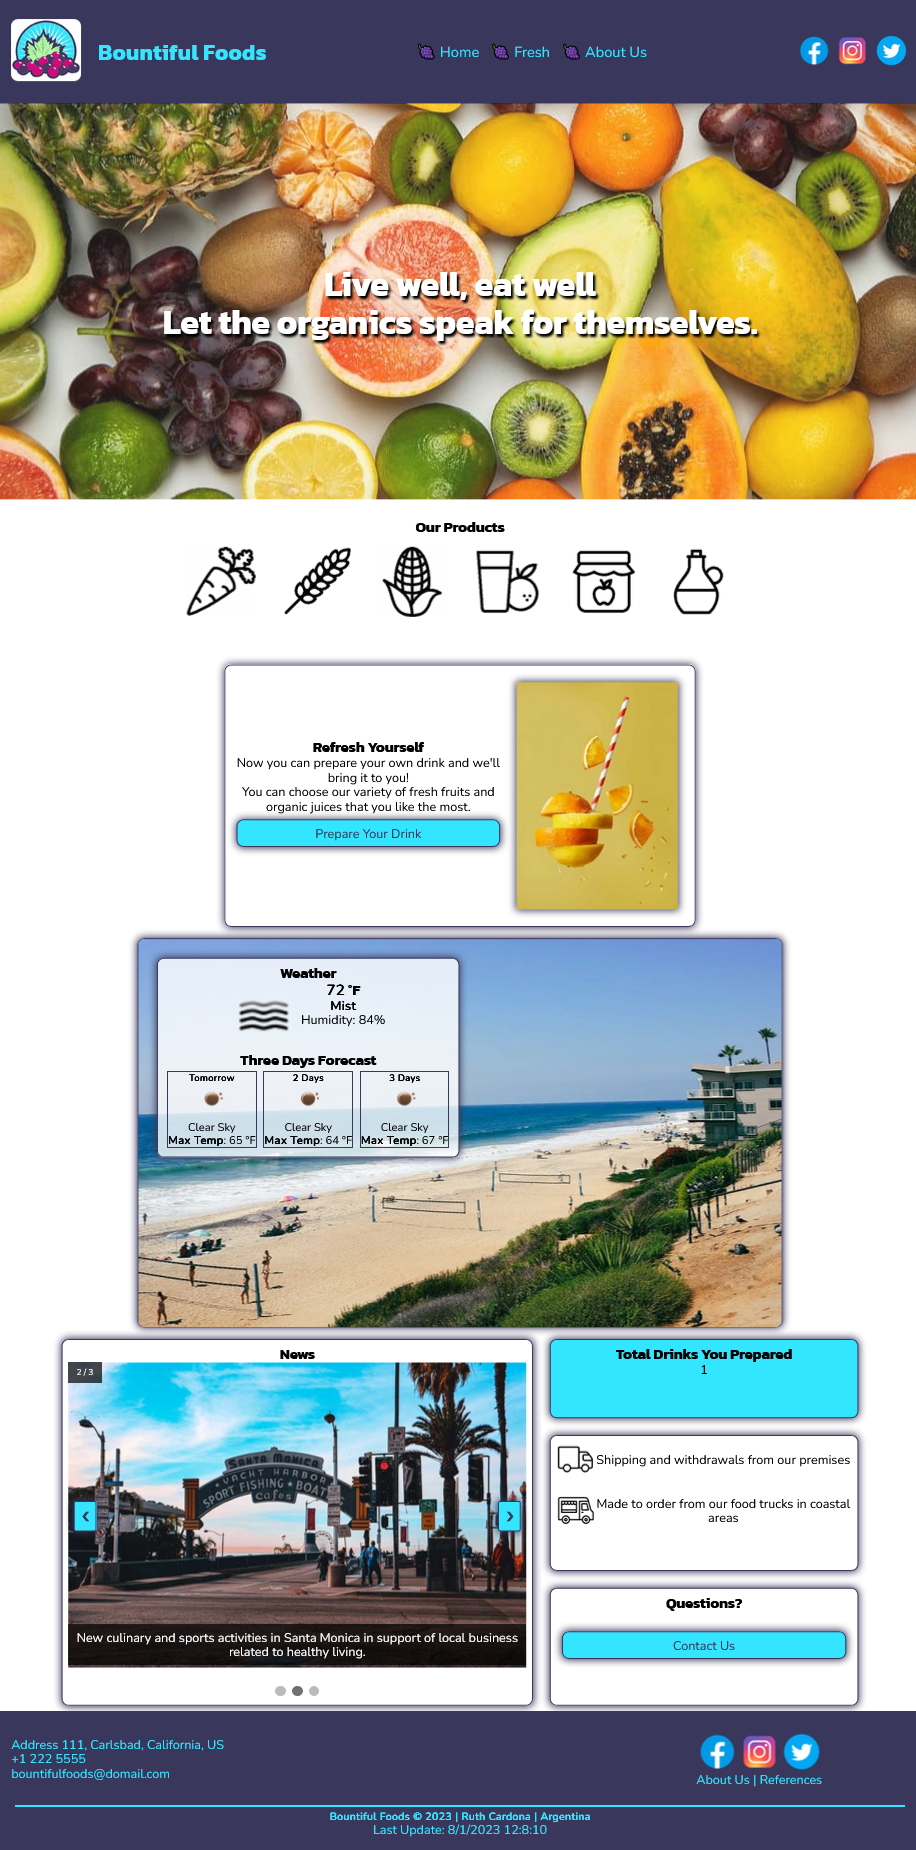 Bountiful Foods
Home
Fresh
About Us
Live well, eat well
Let the organics speak for themselves.
Our Products
Refresh Yourself
Now you can prepare your own drink and we'll
bring it to you!
You can choose our variety of fresh fruits and
organic juices that you like the most.
Prepare Your Drink
Weather
72 °F
Mist
Humidity: 84%
Three Days Forecast
Tomorrow
Clear Sky
Max Temp: 65 °F
2 Days
Clear Sky
Max Temp: 64 °F
3 Days
Clear Sky
Max Temp: 67 °F
News
2 / 3
SANTA MONICA
YACHT HARBOR
SPORT FISHING ★ BOATING
cafes
❮
❯
New culinary and sports activities in Santa Monica in support of local business
related to healthy living.
Total Drinks You Prepared
1
Shipping and withdrawals from our premises
Made to order from our food trucks in coastal
areas
Questions?
Contact Us
Address 111, Carlsbad, California, US
+1 222 5555
bountifulfoods@domail.com
About Us | References
Bountiful Foods © 2023 | Ruth Cardona | Argentina
Last Update: 8/1/2023 12:8:10